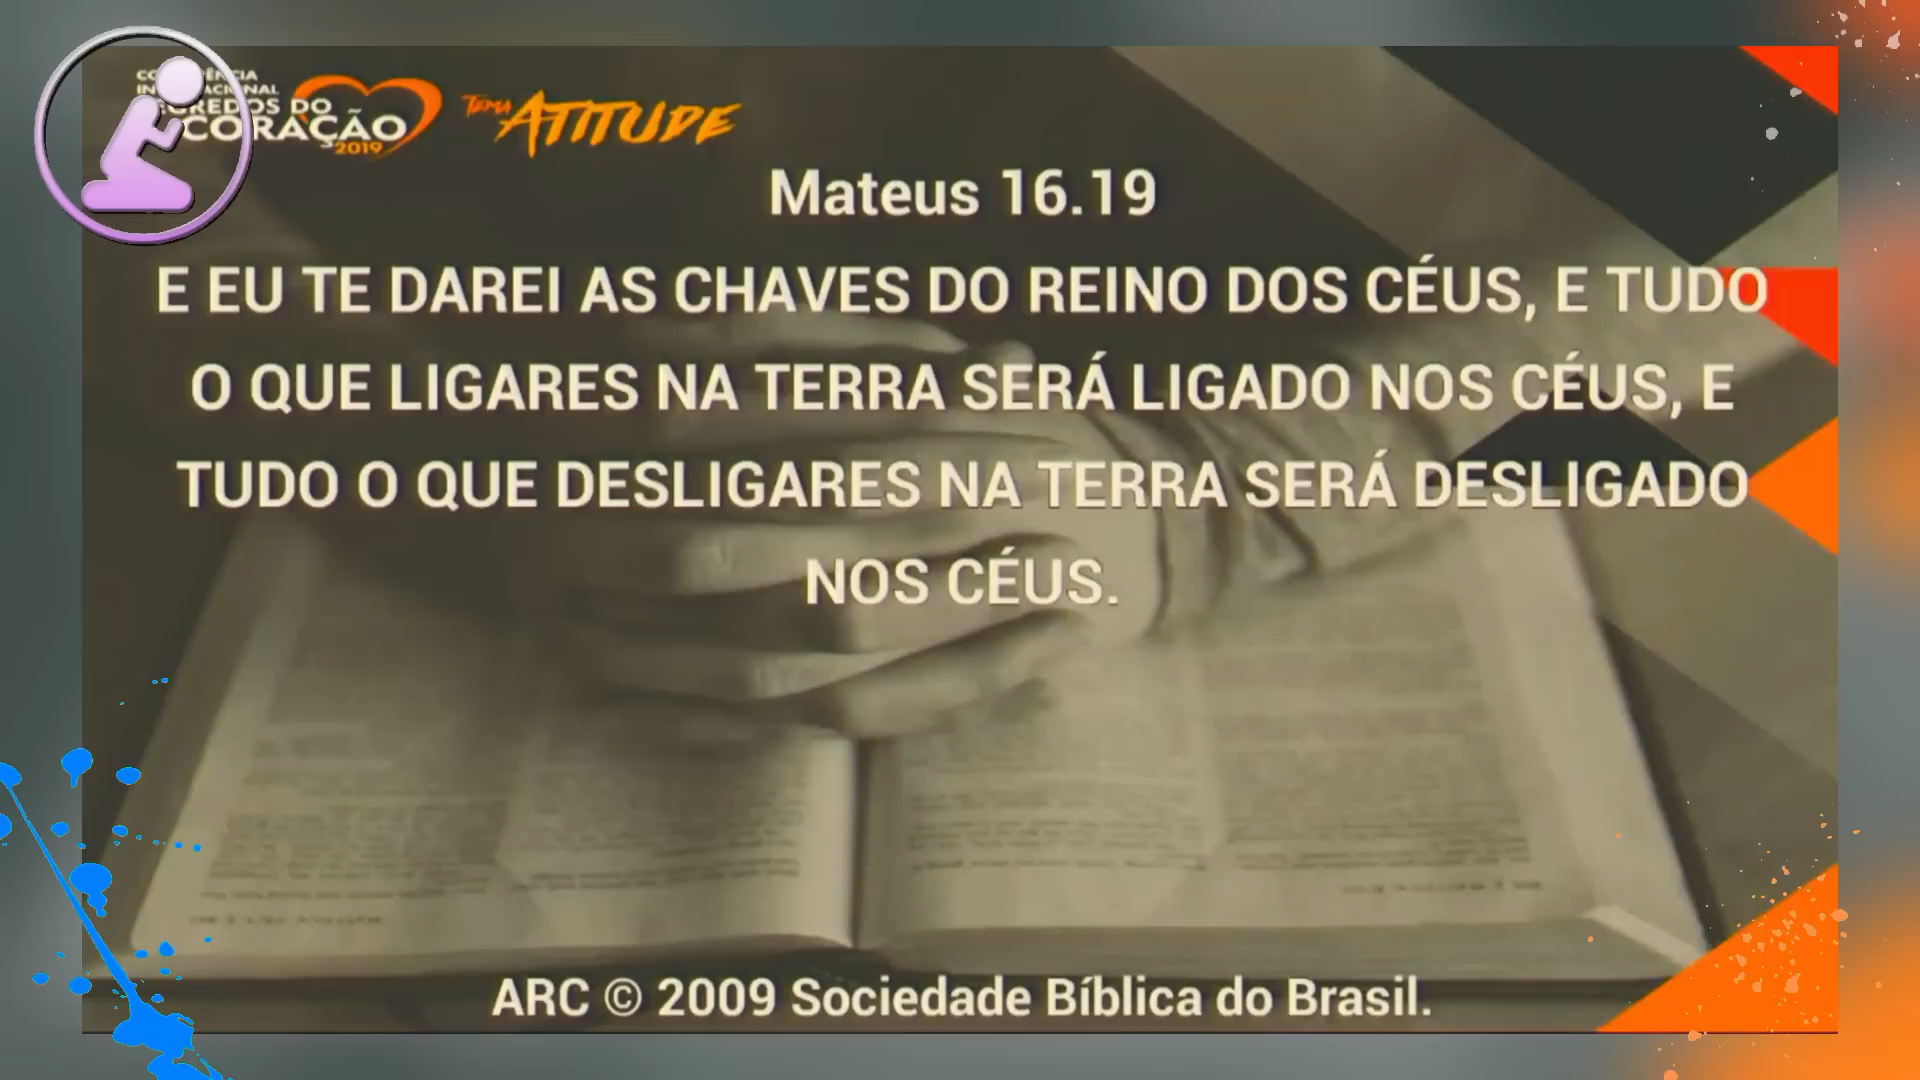 SEGREDOS DO
CORAÇÃO
2019
TEMA ATITUDE
Mateus 16.19
E EU TE DAREI AS CHAVES DO REINO DOS CÉUS, E TUDO
O QUE LIGARES NA TERRA SERÁ LIGADO NOS CÉUS, E
TUDO O QUE DESLIGARES NA TERRA SERÁ DESLIGADO
NOS CÉUS.
ARC © 2009 Sociedade Bíblica do Brasil.